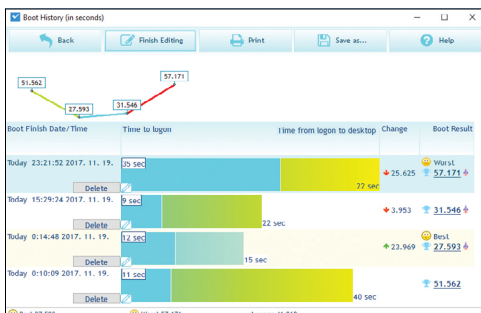 Boot History (in seconds)
Back Finish Editing Print Save as... Help
51.562 27.593 31.546 57.171
Boot Finish Date/Time Time to logon Time from logon to desktop Change Boot Result
Today 23:21:52 2017. 11. 19. 35 sec Worst
25.625 57.171
Delete 22 sec
Today 15:29:24 2017. 11. 19. 9 sec 3.953 31.546
Delete 22 sec
Today 0:14:48 2017. 11. 19. 12 sec Best
23.969 27.593
Delete 15 sec
Today 0:10:09 2017. 11. 19. 11 sec 51.562
Delete 40 sec